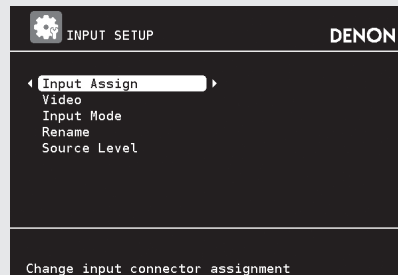 INPUT SETUP
DENON
Input Assign
Video
Input Mode
Rename
Source Level
Change input connector assignment